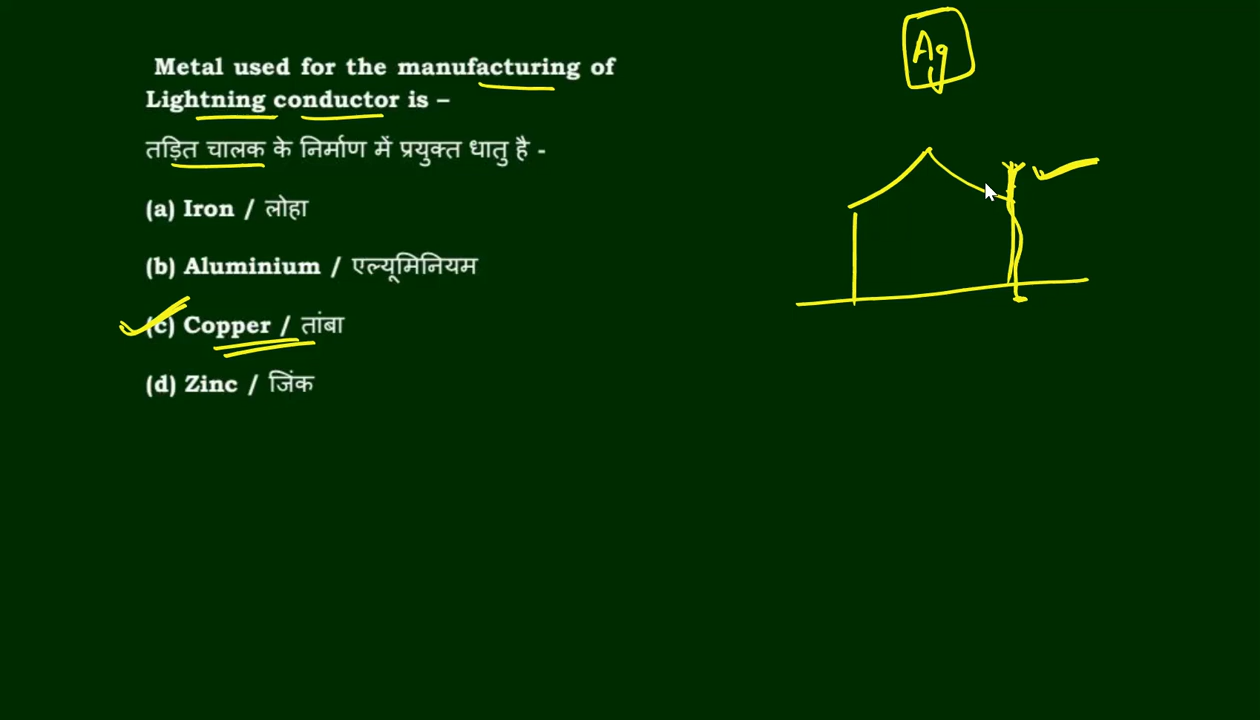 Ag
Metal used for the manufacturing of
Lightning conductor is –
तड़ित चालक के निर्माण में प्रयुक्त धातु है -
(a) Iron / लोहा
(b) Aluminium / एल्यूमिनियम
(c) Copper / तांबा
(d) Zinc / जिंक